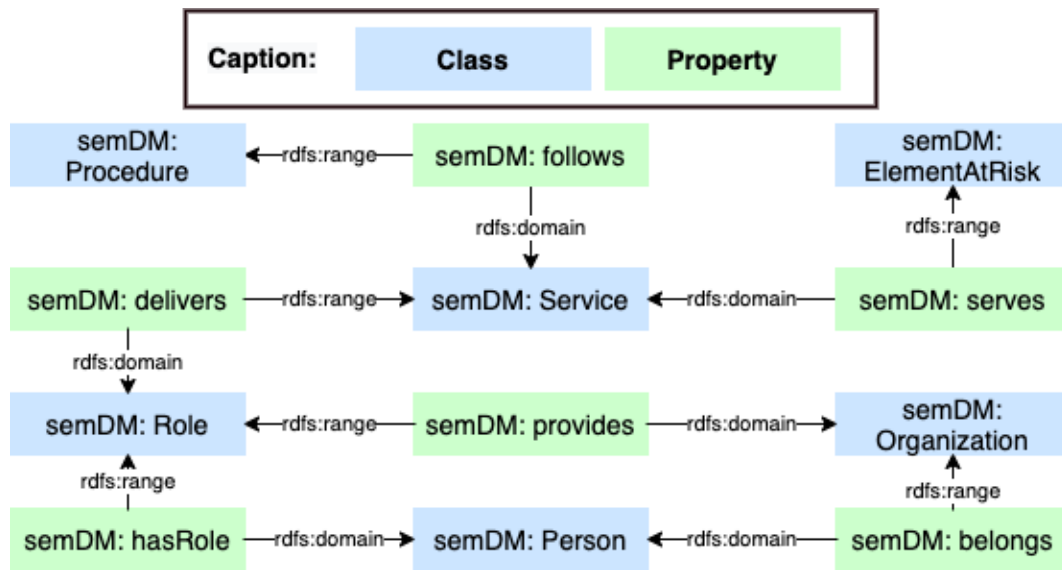 Caption: Class Property
semDM:
Procedure
rdfs:range
semDM: follows
semDM:
ElementAtRisk
rdfs:domain
rdfs:range
semDM: delivers
rdfs:range
semDM: Service
rdfs:domain
semDM: serves
rdfs:domain
semDM: Role
rdfs:range
semDM: provides
rdfs:domain
semDM:
Organization
rdfs:range
rdfs:range
semDM: hasRole
rdfs:domain
semDM: Person
rdfs:domain
semDM: belongs